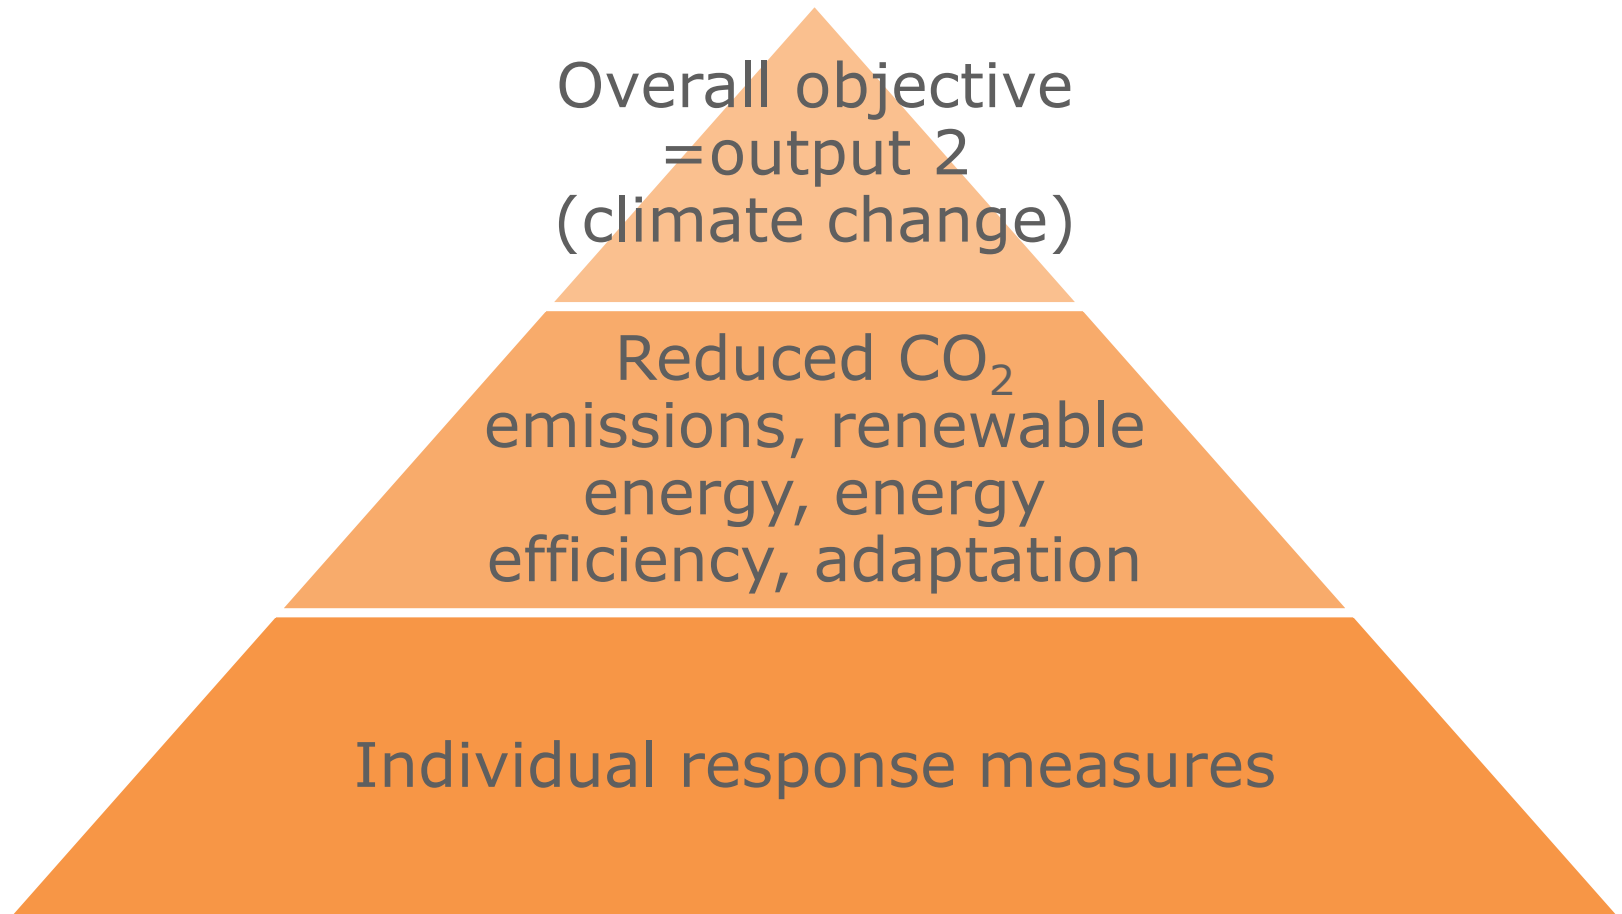 Overall objective
=output 2
(climate change)
Reduced CO₂
emissions, renewable
energy, energy
efficiency, adaptation
Individual response measures